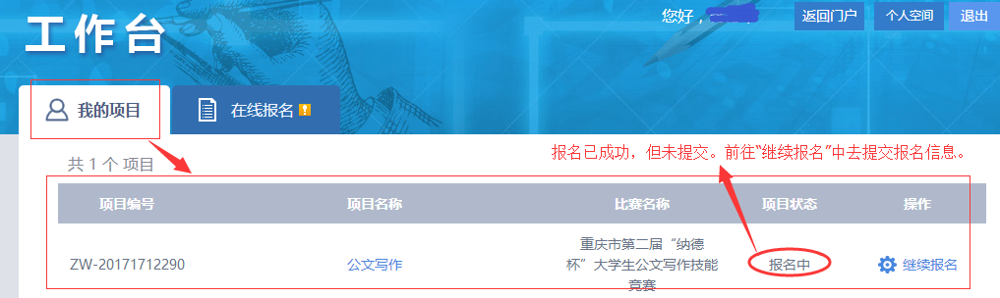 工作台
您好，
返回门户
个人空间
退出
我的项目
在线报名
共 1 个 项目
报名已成功，但未提交。前往“继续报名”中去提交报名信息。
项目编号 项目名称 比赛名称 项目状态 操作
重庆市第二届“纳德
ZW-20171712290 公文写作 杯”大学生公文写作技能 报名中 继续报名
竞赛